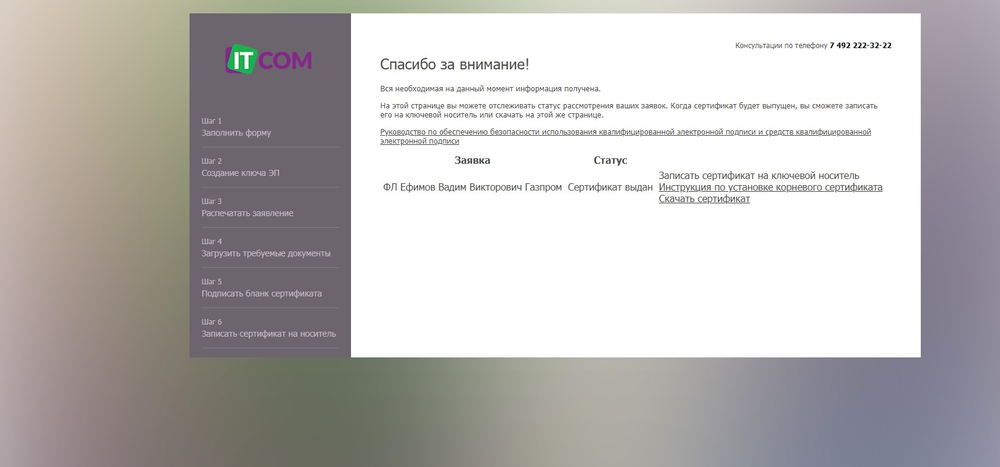 ITCOM
Шаг 1
Заполнить форму
Шаг 2
Создание ключа ЭП
Шаг 3
Распечатать заявление
Шаг 4
Загрузить требуемые документы
Шаг 5
Подписать бланк сертификата
Шаг 6
Записать сертификат на носитель
Консультации по телефону 7 492 222-32-22
Спасибо за внимание!
Вся необходимая на данный момент информация получена.
На этой странице вы можете отслеживать статус рассмотрения ваших заявок. Когда сертификат будет выпущен, вы сможете записать
его на ключевой носитель или скачать на этой же странице.
Руководство по обеспечению безопасности использования квалифицированной электронной подписи и средств квалифицированной
электронной подписи
Заявка Статус
ФЛ Ефимов Вадим Викторович Газпром Сертификат выдан
Записать сертификат на ключевой носитель
Инструкция по установке корневого сертификата
Скачать сертификат